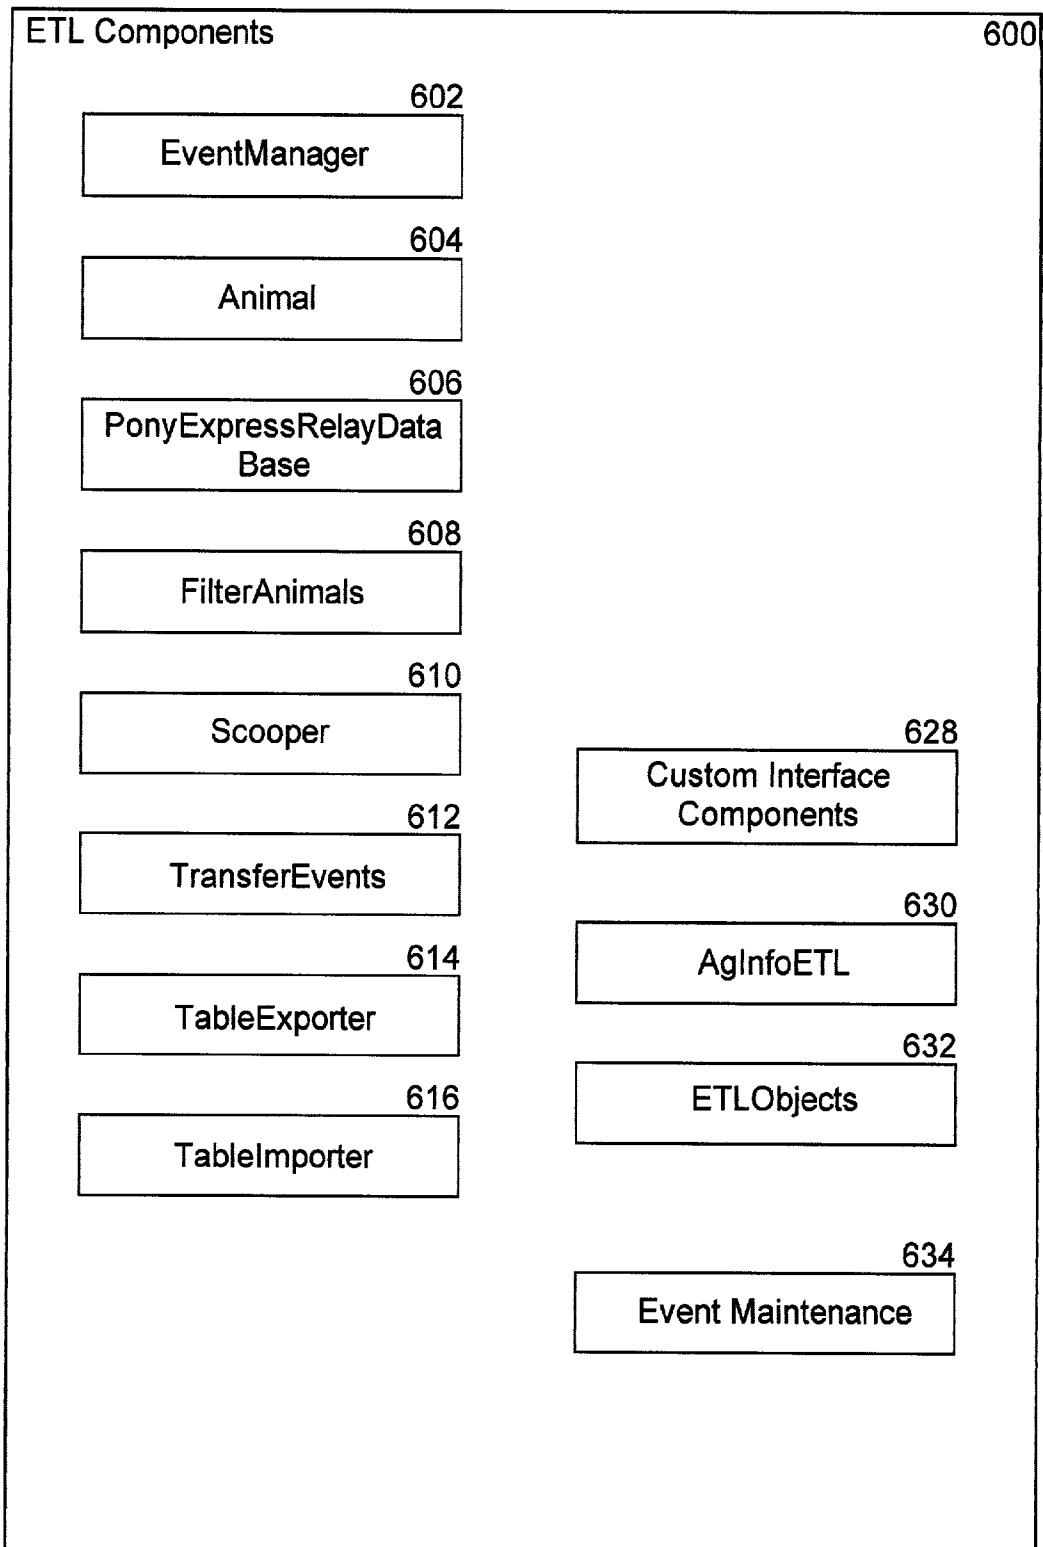 ETL Components 600
602
EventManager
604
Animal
606
PonyExpressRelayData
Base
608
FilterAnimals
610
Scooper
612
TransferEvents
614
TableExporter
616
TableImporter
628
Custom Interface
Components
630
AgInfoETL
632
ETLObjects
634
Event Maintenance